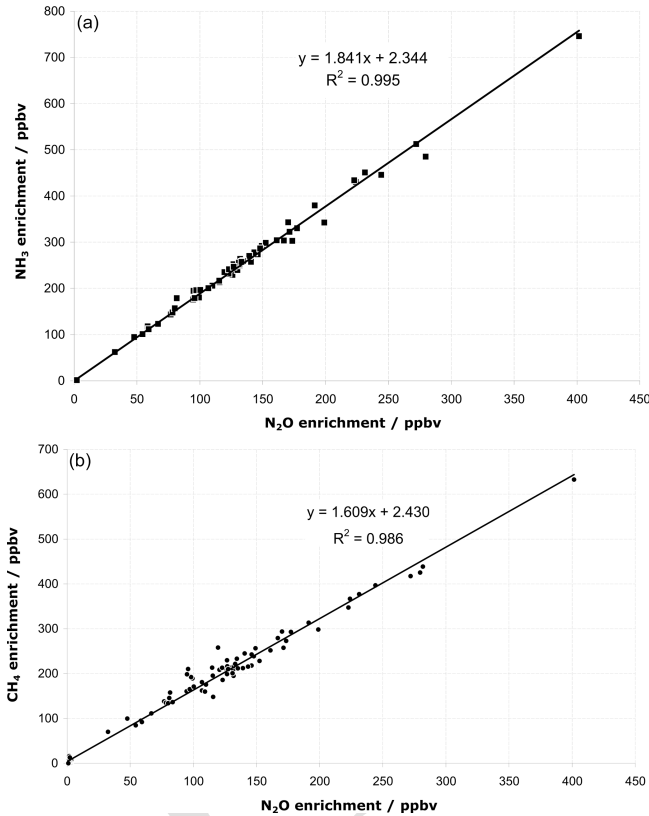 (a)
y = 1.841x + 2.344
R² = 0.995
800
700
600
500
400
300
200
100
0
NH₃ enrichment / ppbv
0 50 100 150 200 250 300 350 400 450
N₂O enrichment / ppbv
(b)
y = 1.609x + 2.430
R² = 0.986
700
600
500
400
300
200
100
0
CH₄ enrichment / ppbv
0 50 100 150 200 250 300 350 400 450
N₂O enrichment / ppbv